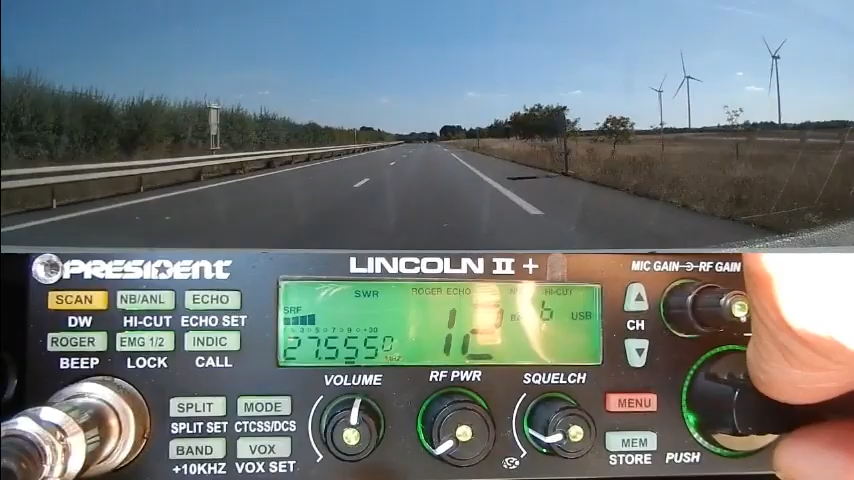 PRESIDENT LINCOLN II + MIC GAIN RF GAIN
SCAN NB/ANL ECHO
DW HI-CUT ECHO SET
ROGER EMG 1/2 INDIC
BEEP LOCK CALL
SWR ROGER ECHO HI-CUT
SRF
6 USB
27.555 0
CH
VOLUME RF PWR SQUELCH
SPLIT MODE
SPLIT SET CTCSS/DCS
BAND VOX
+10KHZ VOX SET
MENU
MEM
STORE PUSH